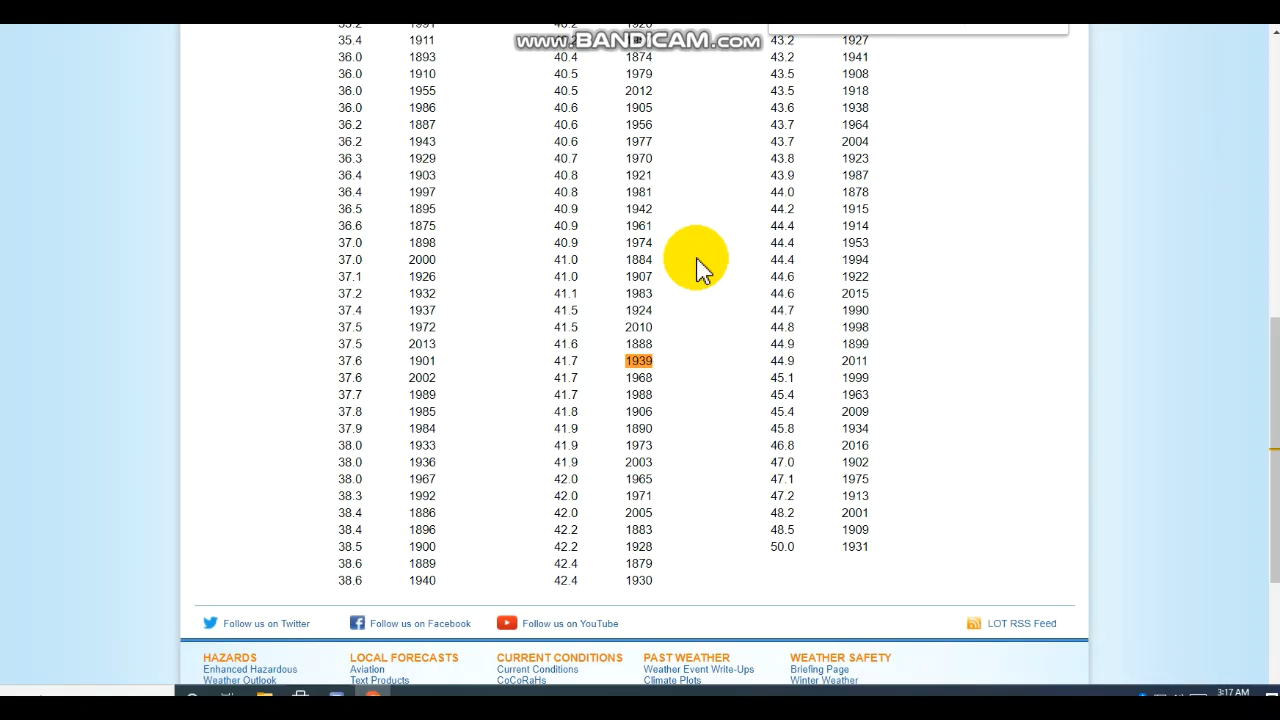 www.BANDICAM.com
35.4 1911 43.2 1927
36.0 1893 40.4 1874 43.2 1941
36.0 1910 40.5 1979 43.5 1908
36.0 1955 40.5 2012 43.5 1918
36.0 1986 40.6 1905 43.6 1938
36.2 1887 40.6 1956 43.7 1964
36.2 1943 40.6 1977 43.7 2004
36.3 1929 40.7 1970 43.8 1923
36.4 1903 40.8 1921 43.9 1987
36.4 1997 40.8 1981 44.0 1878
36.5 1895 40.9 1942 44.2 1915
36.6 1875 40.9 1961 44.4 1914
37.0 1898 40.9 1974 44.4 1953
37.0 2000 41.0 1884 44.4 1994
37.1 1926 41.0 1907 44.6 1922
37.2 1932 41.1 1983 44.6 2015
37.4 1937 41.5 1924 44.7 1990
37.5 1972 41.5 2010 44.8 1998
37.5 2013 41.6 1888 44.9 1899
37.6 1901 41.7 1939 44.9 2011
37.6 2002 41.7 1968 45.1 1999
37.7 1989 41.7 1988 45.4 1963
37.8 1985 41.8 1906 45.4 2009
37.9 1984 41.9 1890 45.8 1934
38.0 1933 41.9 1973 46.8 2016
38.0 1936 41.9 2003 47.0 1902
38.0 1967 42.0 1965 47.1 1975
38.3 1992 42.0 1971 47.2 1913
38.4 1886 42.0 2005 48.2 2001
38.4 1896 42.2 1883 48.5 1909
38.5 1900 42.2 1928 50.0 1931
38.6 1889 42.4 1879
38.6 1940 42.4 1930
Follow us on Twitter Follow us on Facebook Follow us on YouTube LOT RSS Feed
HAZARDS LOCAL FORECASTS CURRENT CONDITIONS PAST WEATHER WEATHER SAFETY
Enhanced Hazardous Aviation Current Conditions Weather Event Write-Ups Briefing Page
Weather Outlook Text Products CoCoRaHs Climate Plots Winter Weather
3:17 AM